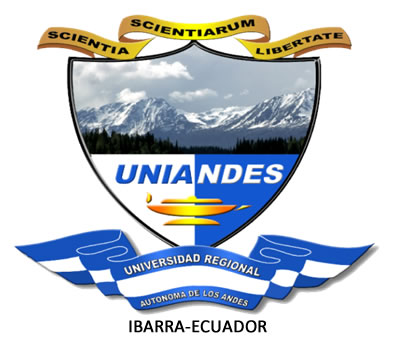 SCIENTIA SCIENTIARUM LIBERTATE
UNIANDES
UNIVERSIDAD REGIONAL
AUTONOMA DE LOS ANDES
IBARRA-ECUADOR